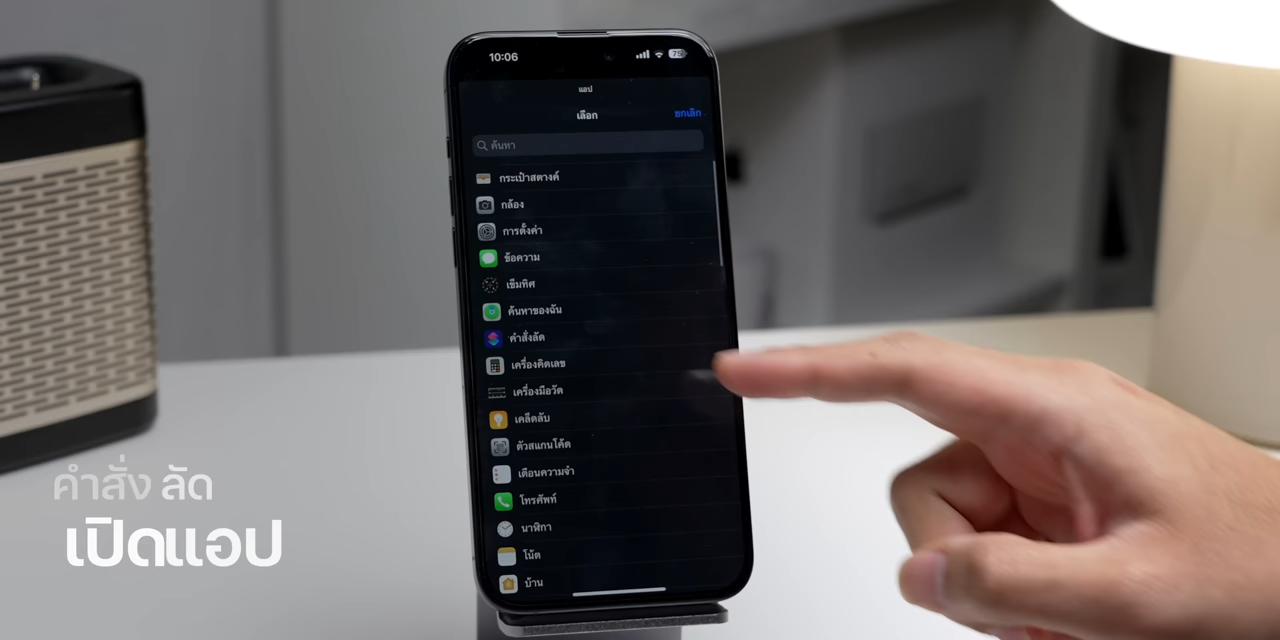 10:06
75
แอป
เลือก
ยกเลิก
ค้นหา
กระเป๋าสตางค์
กล้อง
การตั้งค่า
ข้อความ
เข็มทิศ
ค้นหาของฉัน
คำสั่งลัด
เครื่องคิดเลข
เครื่องมือวัด
เคล็ดลับ
ตัวสแกนโค้ด
เตือนความจำ
โทรศัพท์
นาฬิกา
โน้ต
บ้าน
คำสั่ง ลัด
เปิดแอป